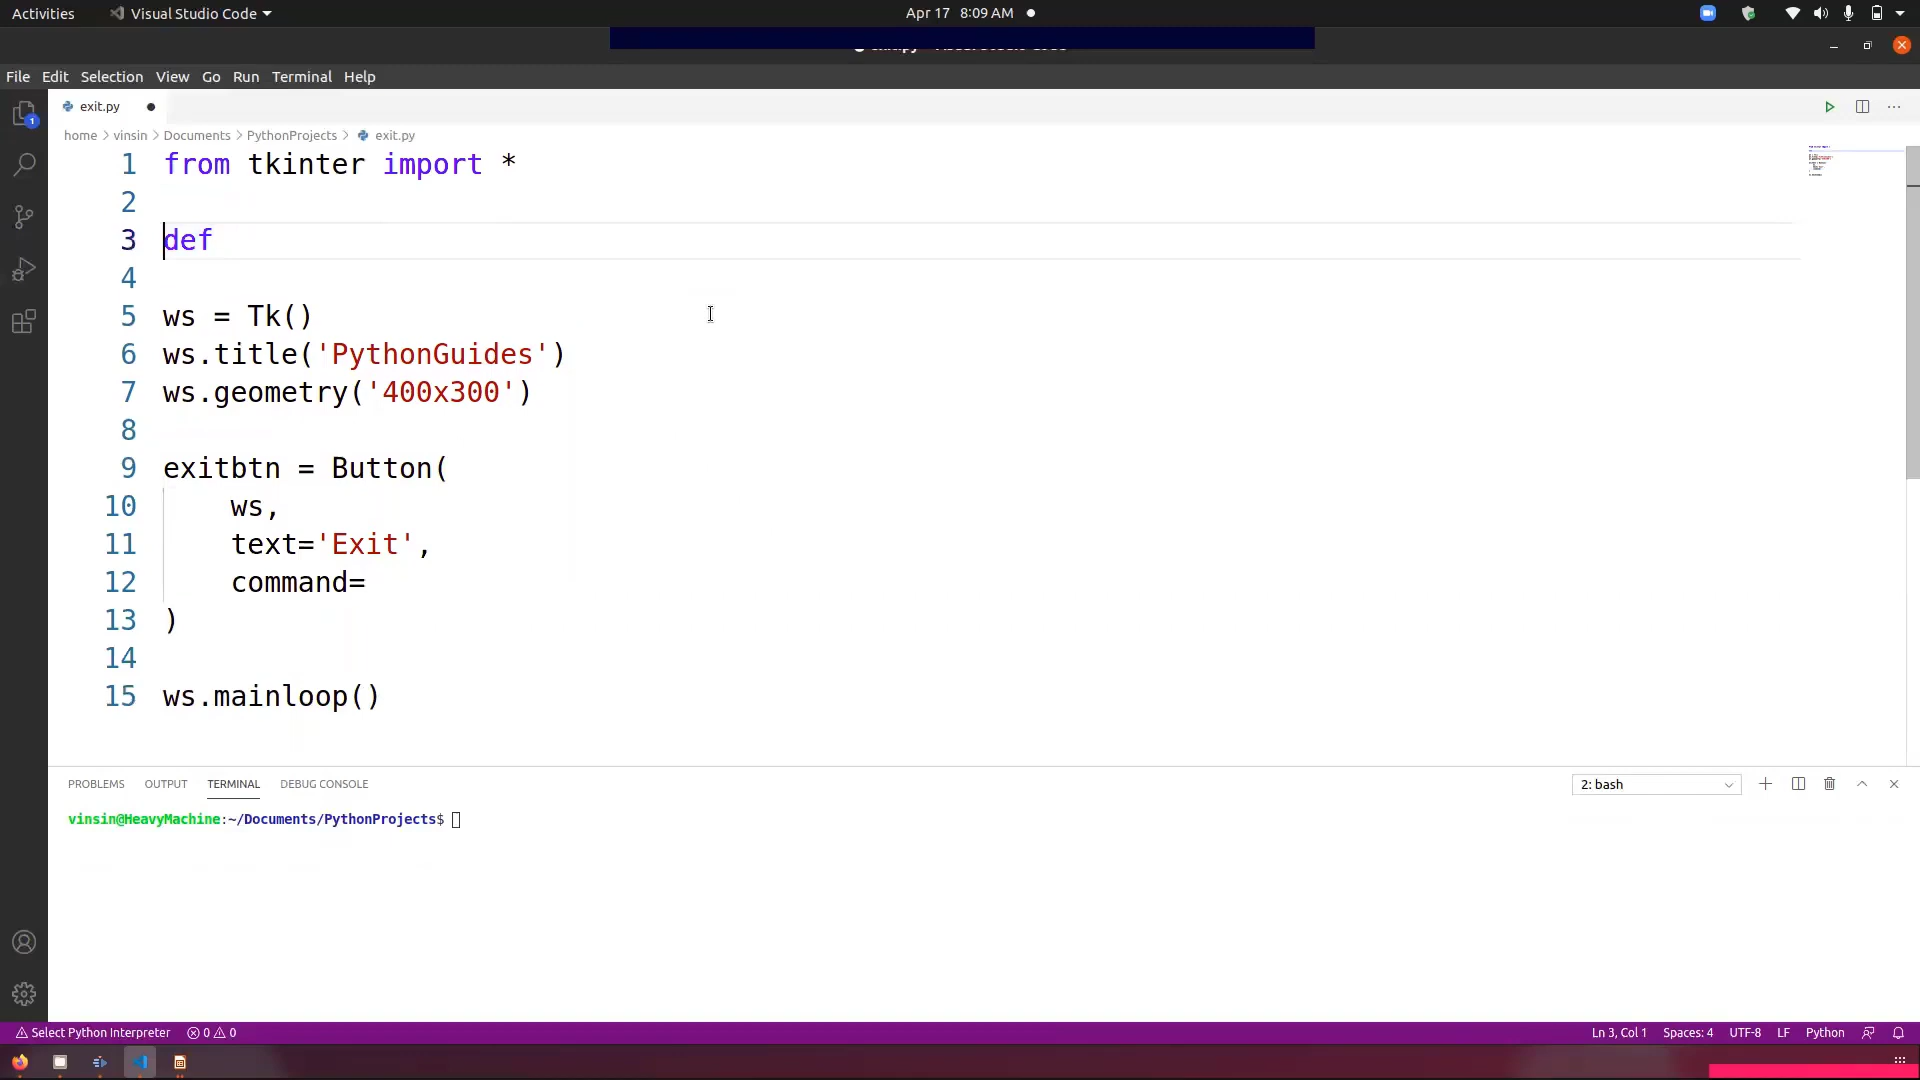 Activities Visual Studio Code Apr 17 8:09 AM
File Edit Selection View Go Run Terminal Help
1
exit.py
home > vinsin > Documents > PythonProjects > exit.py
1 from tkinter import *
2
3 def
4
5 ws = Tk()
6 ws.title('PythonGuides')
7 ws.geometry('400x300')
8
9 exitbtn = Button(
10 ws,
11 text='Exit',
12 command=
13 )
14
15 ws.mainloop()
PROBLEMS OUTPUT TERMINAL DEBUG CONSOLE 2: bash
vinsin@HeavyMachine:~/Documents/PythonProjects$
Select Python Interpreter 0 0 Ln 3, Col 1 Spaces: 4 UTF-8 LF Python